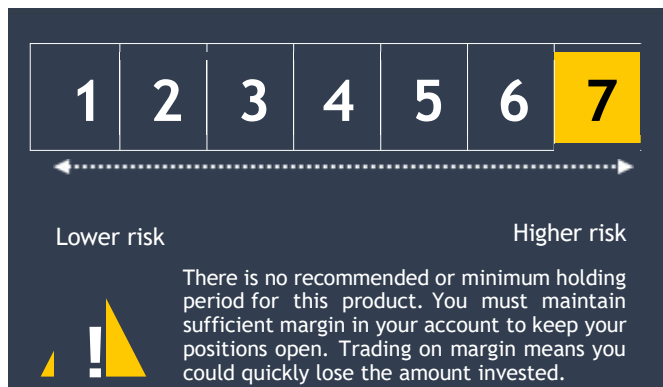 1 2 3 4 5 6 7
Lower risk
Higher risk
There is no recommended or minimum holding
period for this product. You must maintain
sufficient margin in your account to keep your
positions open. Trading on margin means you
could quickly lose the amount invested.
!